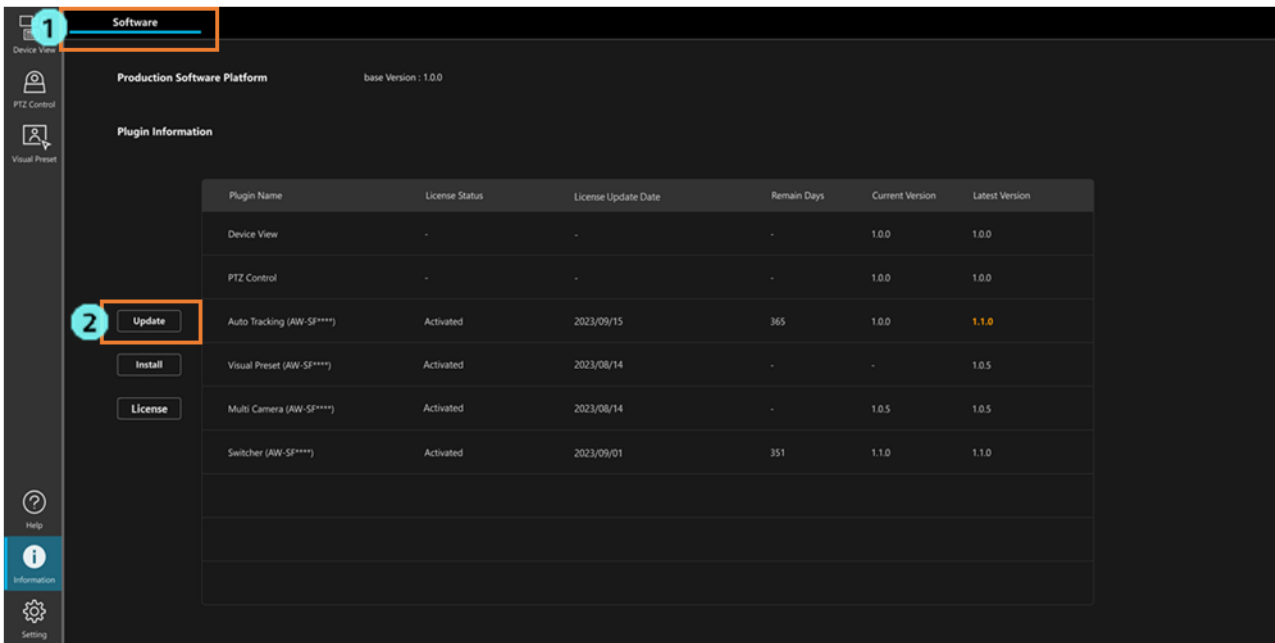 1
Software
Device View
Production Software Platform base Version : 1.0.0
PTZ Control
Plugin Information
Visual Preset
Plugin Name License Status License Update Date Remain Days Current Version Latest Version
Device View - - - 1.0.0 1.0.0
PTZ Control - - - 1.0.0 1.0.0
2 Update Auto Tracking (AW-SF****) Activated 2023/09/15 365 1.0.0 1.1.0
Install Visual Preset (AW-SF****) Activated 2023/08/14 - - 1.0.5
License Multi Camera (AW-SF****) Activated 2023/08/14 - 1.0.5 1.0.5
Switcher (AW-SF****) Activated 2023/09/01 351 1.1.0 1.1.0
Help
Information
Setting